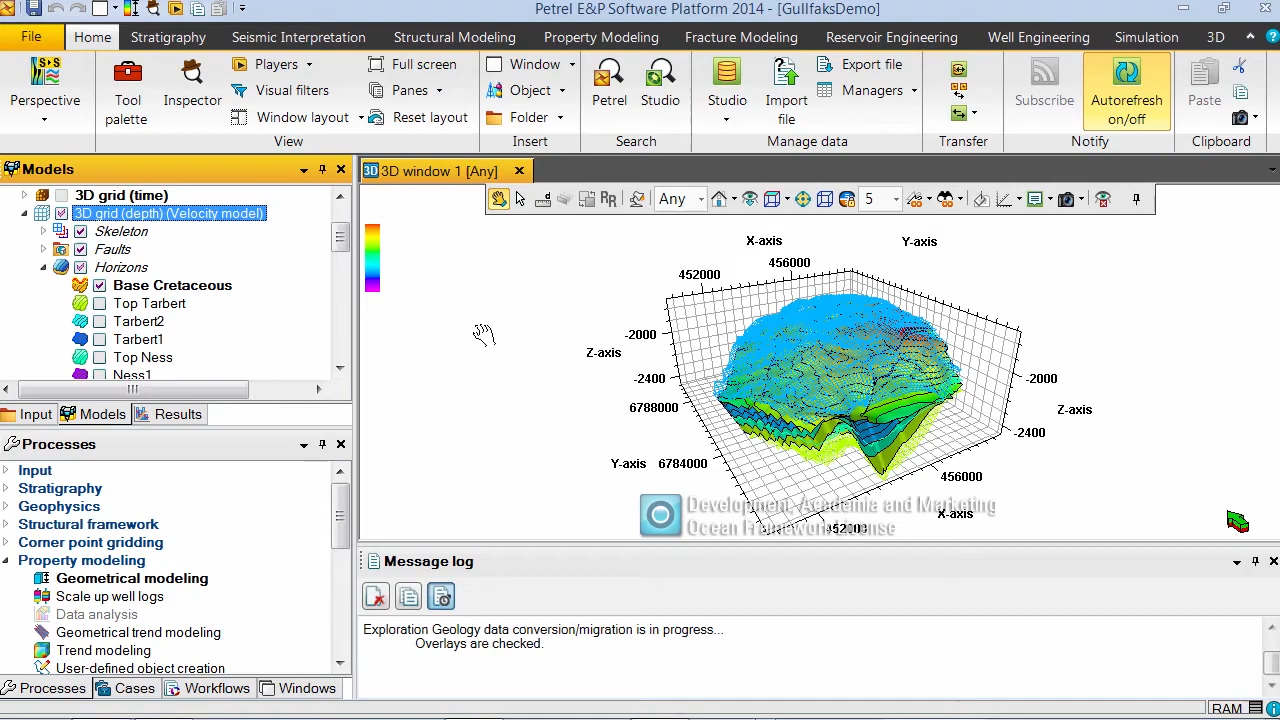 Petrel E&P Software Platform 2014 - [GullfaksDemo]
File Home Stratigraphy Seismic Interpretation Structural Modeling Property Modeling Fracture Modeling Reservoir Engineering Well Engineering Simulation 3D
Perspective
Tool palette
Inspector
Players
Visual filters
Window layout
Full screen
Panes
Reset layout
View
Window
Object
Folder
Insert
Petrel
Studio
Search
Studio
Import file
Export file
Managers
Manage data
Transfer
Subscribe
Autorefresh on/off
Notify
Paste
Clipboard
Models
3D grid (time)
3D grid (depth) (Velocity model)
Skeleton
Faults
Horizons
Base Cretaceous
Top Tarbert
Tarbert2
Tarbert1
Top Ness
Ness1
Input Models Results
Processes
Input
Stratigraphy
Geophysics
Structural framework
Corner point gridding
Property modeling
Geometrical modeling
Scale up well logs
Data analysis
Geometrical trend modeling
Trend modeling
User-defined object creation
Processes Cases Workflows Windows
3D 3D window 1 [Any]
RR Any 5
X-axis Y-axis
452000 456000
-2000
Z-axis
-2400
6788000
Y-axis 6784000
-2000
Z-axis
-2400
456000
X-axis
452000
Development, Academia and Marketing
Ocean Framework License
Message log
Exploration Geology data conversion/migration is in progress...
Overlays are checked.
RAM